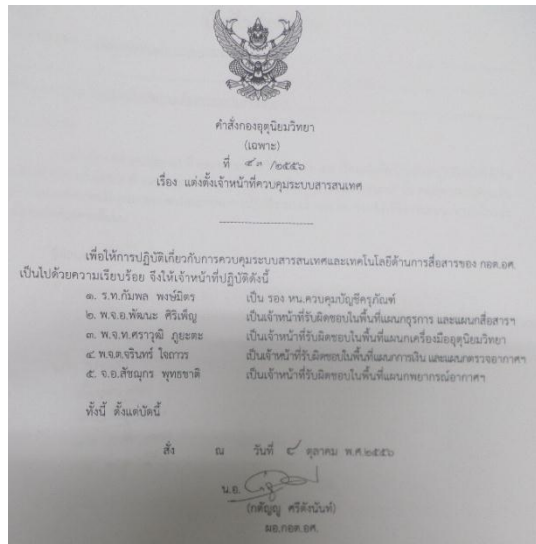 คำสั่งกองอุตุนิยมวิทยา
(เฉพาะ)
ที่ ๔๓ /๒๕๕๖
เรื่อง แต่งตั้งเจ้าหน้าที่ควบคุมระบบสารสนเทศ
เพื่อให้การปฏิบัติเกี่ยวกับการควบคุมระบบสารสนเทศและเทคโนโลยีด้านการสื่อสารของ กอต.อศ.
เป็นไปด้วยความเรียบร้อย จึงให้เจ้าหน้าที่ปฏิบัติดังนี้
๑. ร.ท.กัมพล พงษ์มิตร เป็น รอง หน.ควบคุมบัญชีครุภัณฑ์
๒. พ.จ.อ.พัฒนะ ศิริเพ็ญ เป็นเจ้าหน้าที่รับผิดชอบในพื้นที่แผนกธุรการ และแผนกสื่อสารฯ
๓. พ.จ.ท.ศราวุฒิ ภูยะตะ เป็นเจ้าหน้าที่รับผิดชอบในพื้นที่แผนกเครื่องมืออุตุนิยมวิทยา
๔ พ.จ.ต.จรินทร์ ใจถาวร เป็นเจ้าหน้าที่รับผิดชอบในพื้นที่แผนกการเงิน และแผนกตรวจอากาศฯ
๕. จ.อ.สัชฌุกร พุทธชาติ เป็นเจ้าหน้าที่รับผิดชอบในพื้นที่แผนกพยากรณ์อากาศฯ
ทั้งนี้ ตั้งแต่บัดนี้
สั่ง ณ วันที่ ๙ ตุลาคม พ.ศ.๒๕๕๖
น.อ.
(กตัญญู ศรีตังนันท์)
ผอ.กอต.อศ.